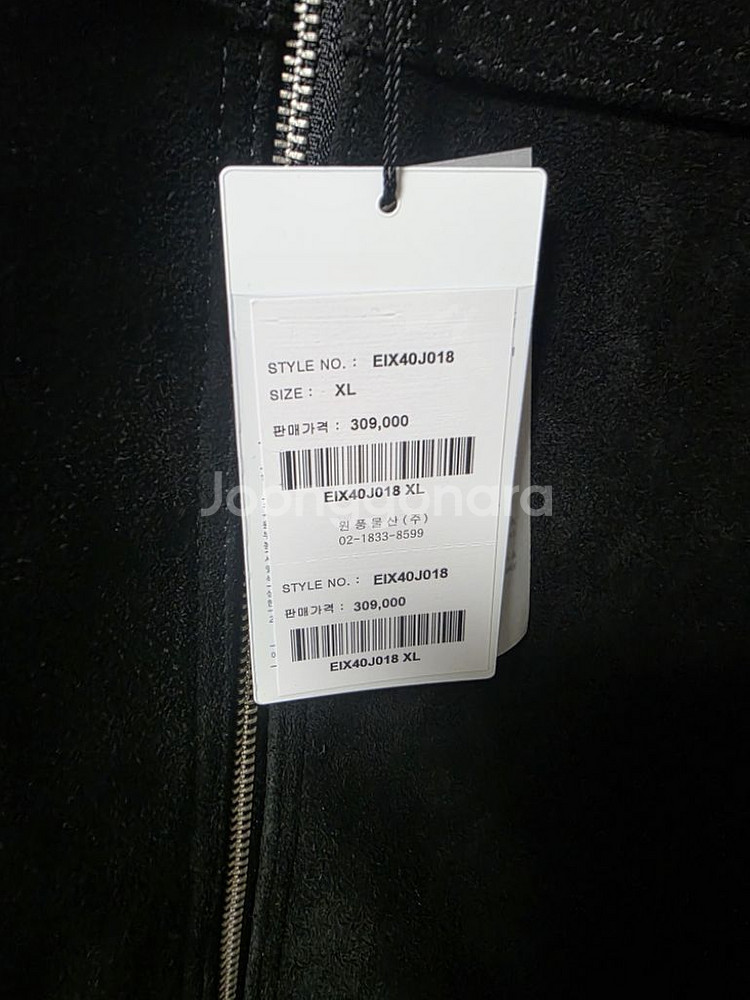 STYLE NO. : EIX40J018
SIZE : XL
판매가격 : 309,000
EIX40J018 XL
Joonggonara
원풍물산(주)
02-1833-8599
STYLE NO. : EIX40J018
판매가격 : 309,000
EIX40J018 XL